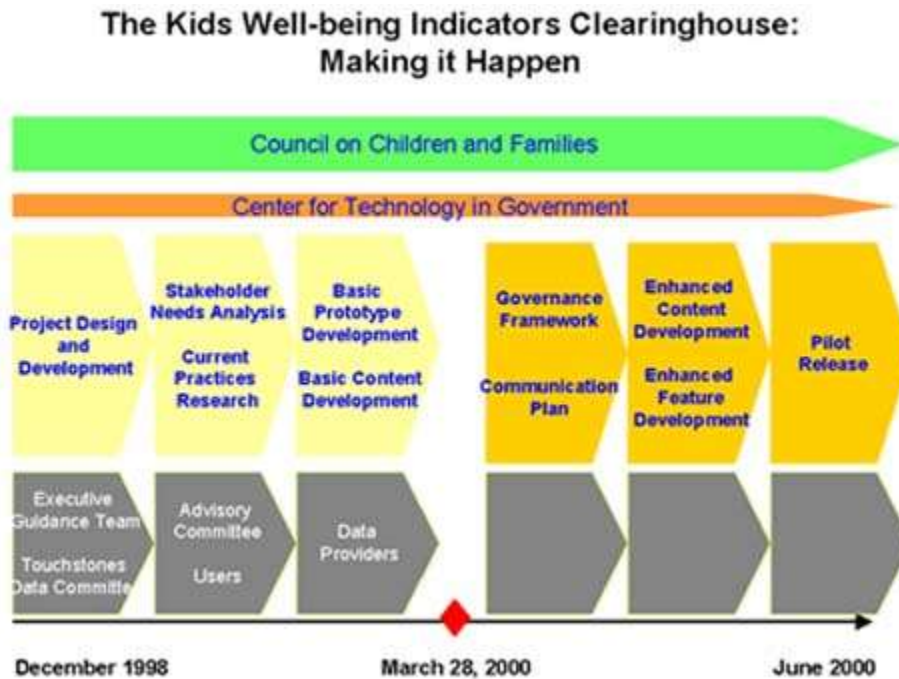 The Kids Well-being Indicators Clearinghouse:
Making it Happen
Council on Children and Families
Center for Technology in Government
Project Design
and
Development
Stakeholder
Needs Analysis
Current
Practices
Research
Basic
Prototype
Development
Basic Content
Development
Governance
Framework
Communication
Plan
Enhanced
Content
Development
Enhanced
Feature
Development
Pilot
Release
Executive
Guidance Team
Touchstones
Data Committe
Advisory
Committee
Users
Data
Providers
December 1998
March 28, 2000
June 2000